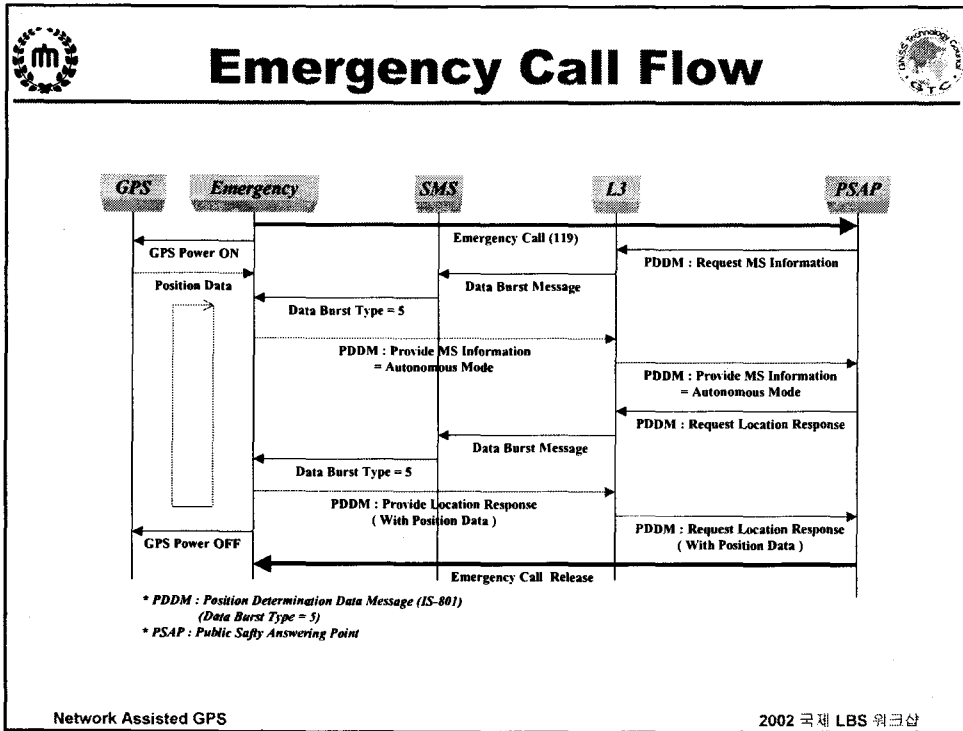 Emergency Call Flow
GNSS Technology Council
GTC
GPS
Emergency
SMS
L3
PSAP
Emergency Call (119)
GPS Power ON
PDDM : Request MS Information
Position Data
Data Burst Message
Data Burst Type = 5
PDDM : Provide MS Information
= Autonomous Mode
PDDM : Provide MS Information
= Autonomous Mode
PDDM : Request Location Response
Data Burst Message
Data Burst Type = 5
PDDM : Provide Location Response
( With Position Data )
PDDM : Request Location Response
( With Position Data )
GPS Power OFF
Emergency Call Release
* PDDM : Position Determination Data Message (IS-801)
(Data Burst Type = 5)
* PSAP : Public Safty Answering Point
Network Assisted GPS
2002 국제 LBS 워크샵